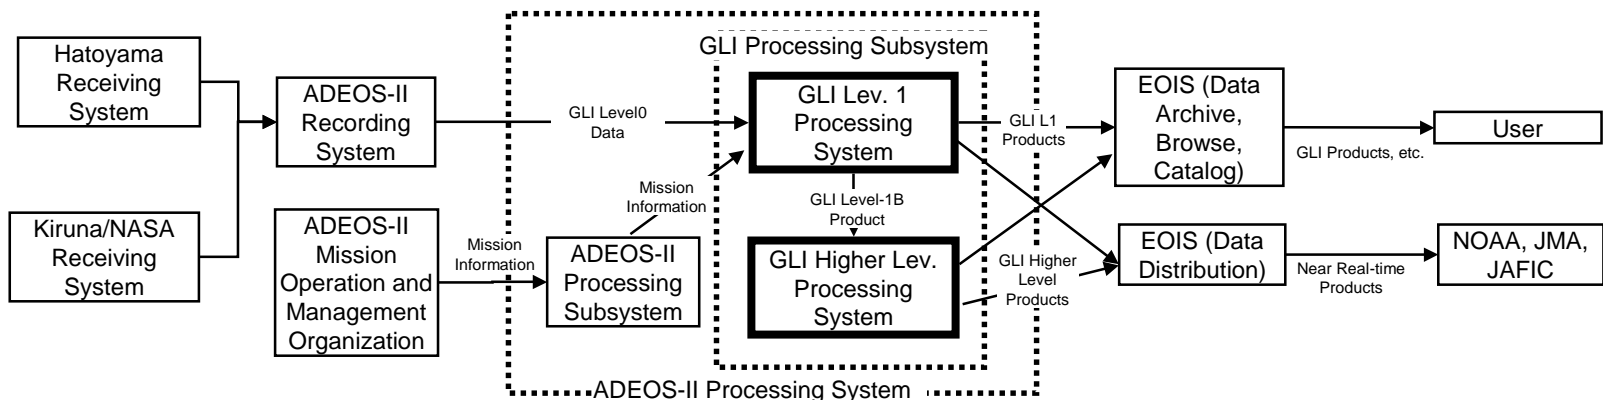 GLI Processing Subsystem
Hatoyama
Receiving
System
ADEOS-II
Recording
System
GLI Level0
Data
GLI Lev. 1
Processing
System
GLI L1
Products
EOIS (Data
Archive,
Browse,
Catalog)
GLI Products, etc.
User
Kiruna/NASA
Receiving
System
ADEOS-II
Mission
Operation and
Management
Organization
Mission
Information
ADEOS-II
Processing
Subsystem
Mission
Information
GLI Level-1B
Product
GLI Higher Lev.
Processing
System
GLI Higher
Level
Products
EOIS (Data
Distribution)
Near Real-time
Products
NOAA, JMA,
JAFIC
ADEOS-II Processing System